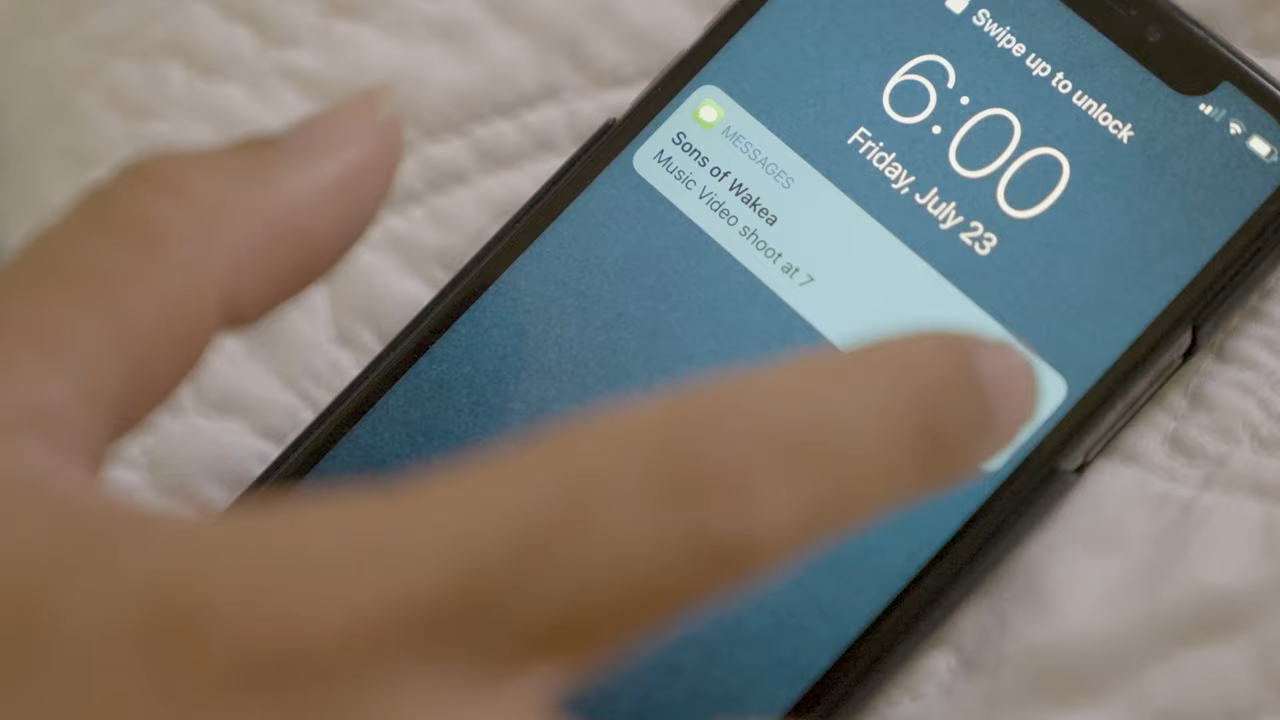 Swipe up to unlock
6:00
Friday, July 23
MESSAGES
Sons of Wakea
Music Video shoot at 7